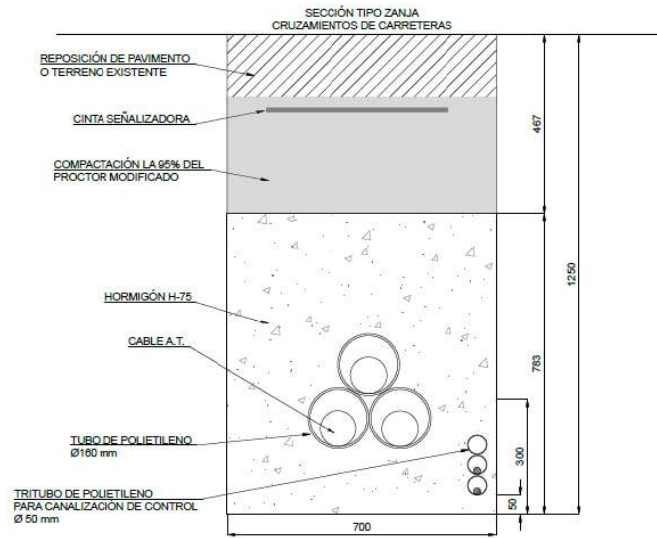 SECCIÓN TIPO ZANJA
CRUZAMIENTOS DE CARRETERAS
REPOSICIÓN DE PAVIMENTO
O TERRENO EXISTENTE
CINTA SEÑALIZADORA
467
COMPACTACIÓN LA 95% DEL
PROCTOR MODIFICADO
1250
HORMIGÓN H-75
CABLE A.T.
783
TUBO DE POLIETILENO
Ø160 mm
300
TRITUBO DE POLIETILENO
PARA CANALIZACIÓN DE CONTROL
Ø 50 mm
50
700